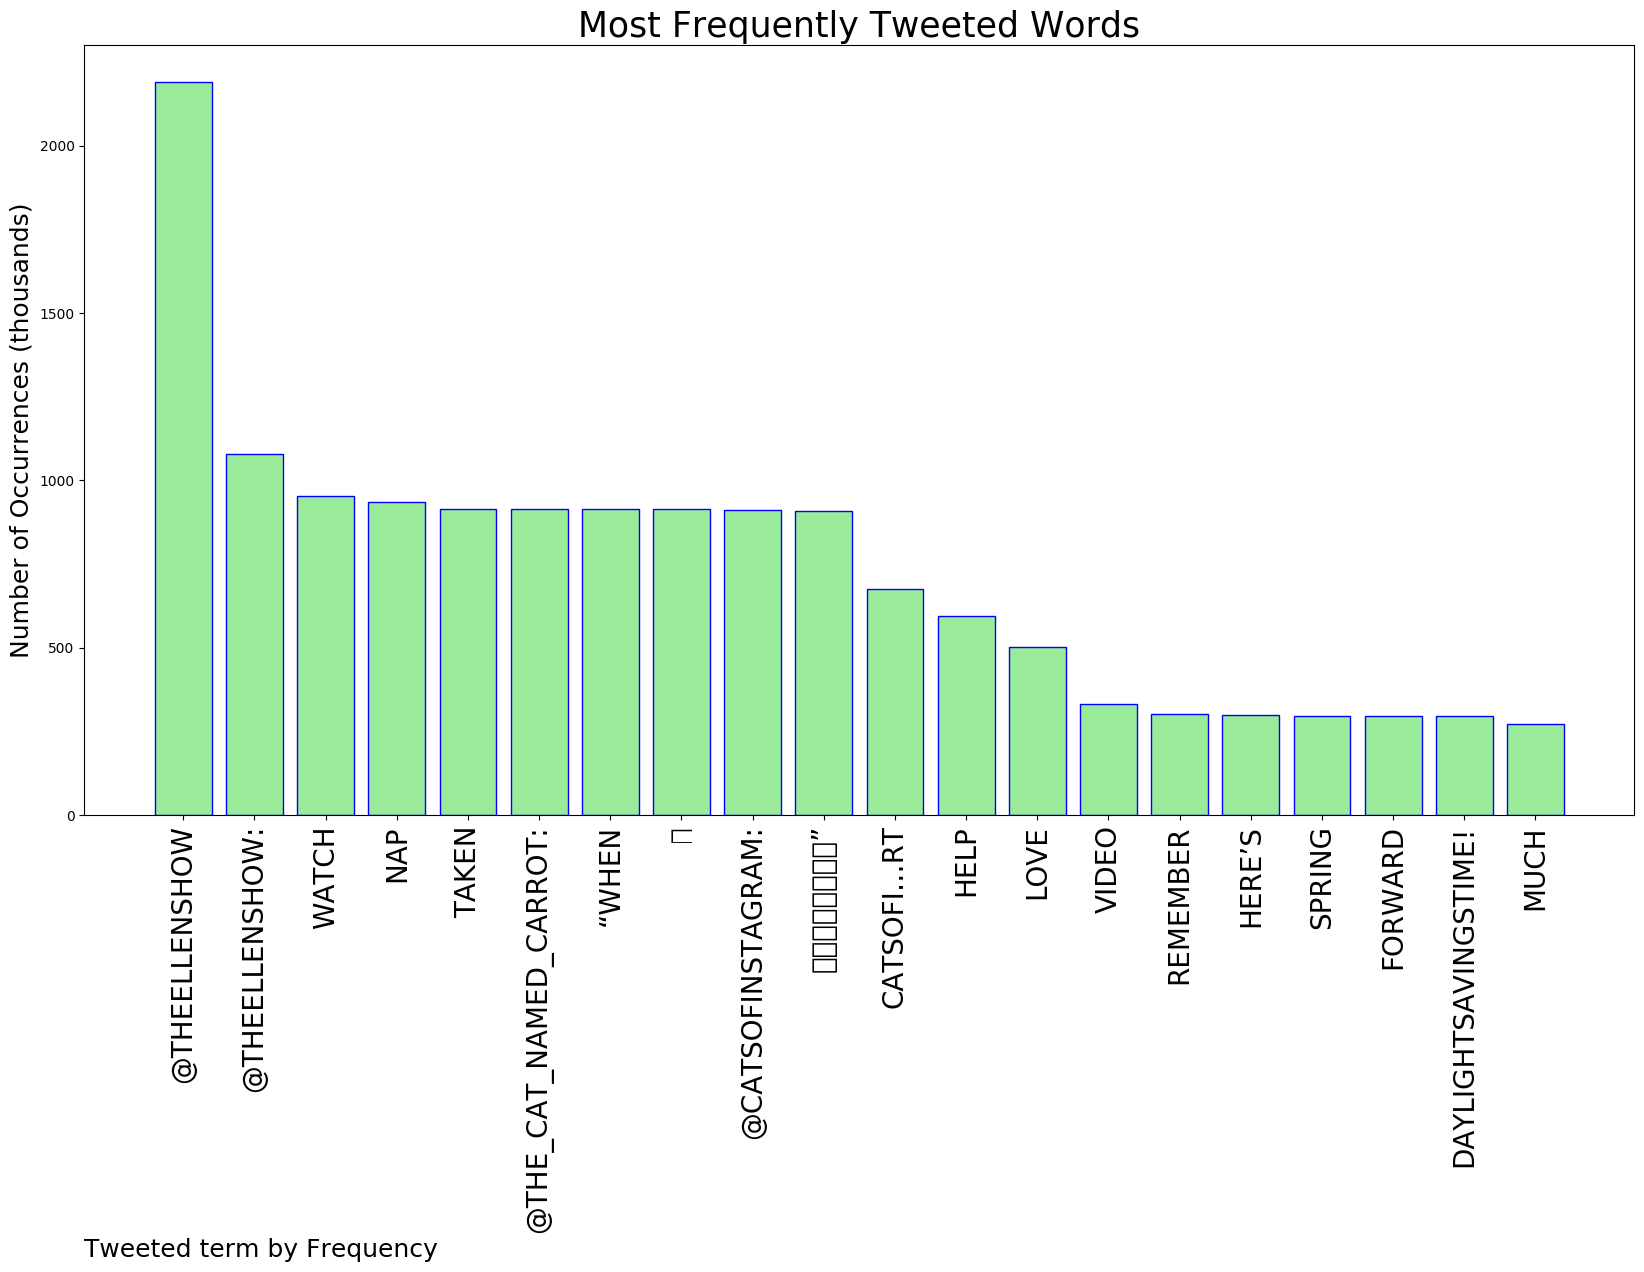 Most Frequently Tweeted Words
Number of Occurrences (thousands)
2000
1500
1000
500
0
@THEELLENSHOW
@THEELLENSHOW:
WATCH
NAP
TAKEN
@THE_CAT_NAMED_CARROT:
“WHEN
@CATSOFINSTAGRAM:
”
CATSOFI…RT
HELP
LOVE
VIDEO
REMEMBER
HERE’S
SPRING
FORWARD
DAYLIGHTSAVINGSTIME!
MUCH
Tweeted term by Frequency